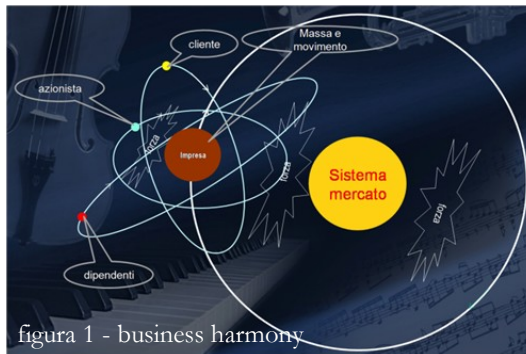 cliente
Massa e
movimento
azionista
forza
Impresa
forza
Sistema
mercato
forza
dipendenti
figura 1 - business harmony